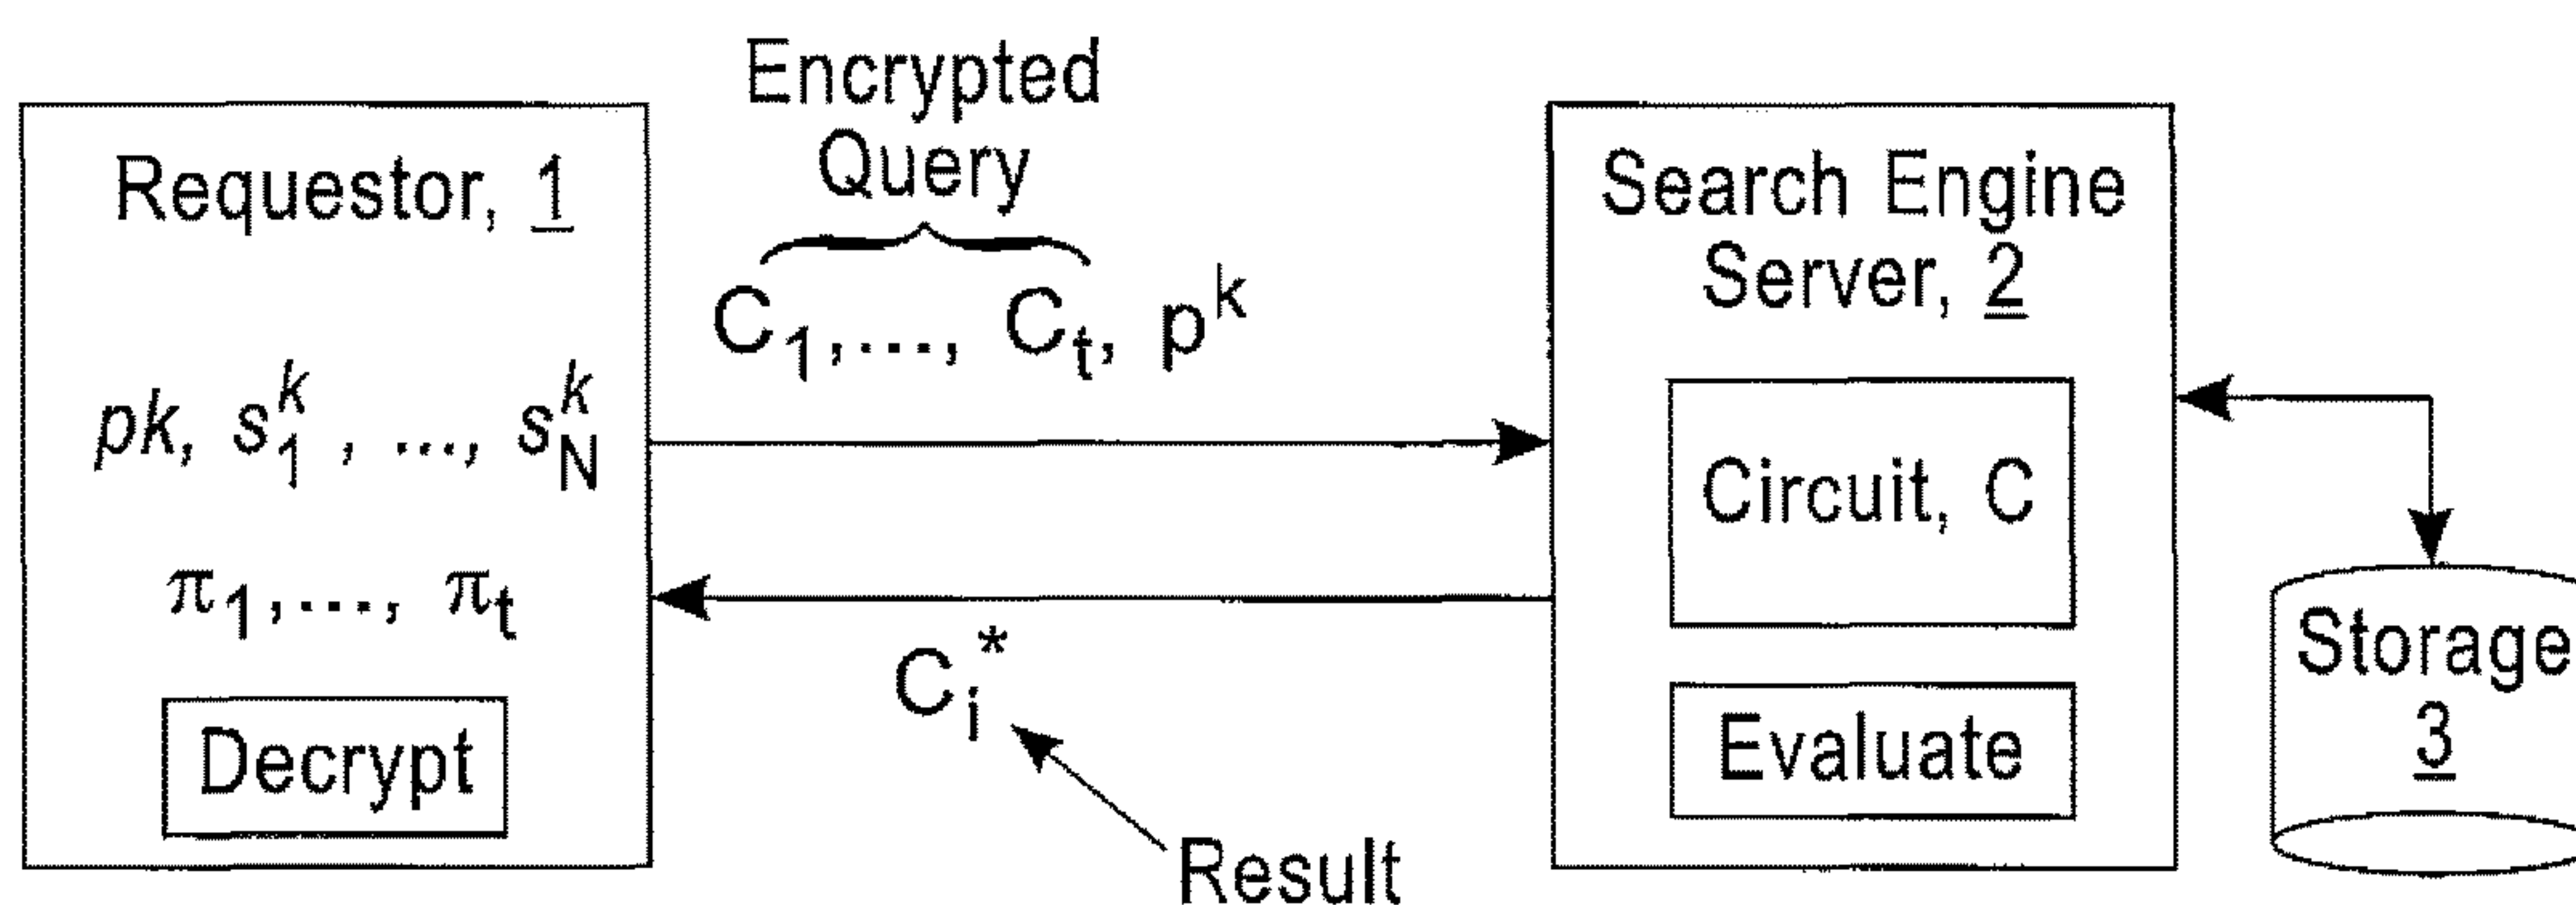 Requestor, 1
pk, s₁ᵏ, ..., s_Nᵏ
π₁,..., πₜ
Decrypt
Encrypted
Query
C₁,..., Cₜ, pᵏ
Cᵢ*
Result
Search Engine
Server, 2
Circuit, C
Evaluate
Storage
3